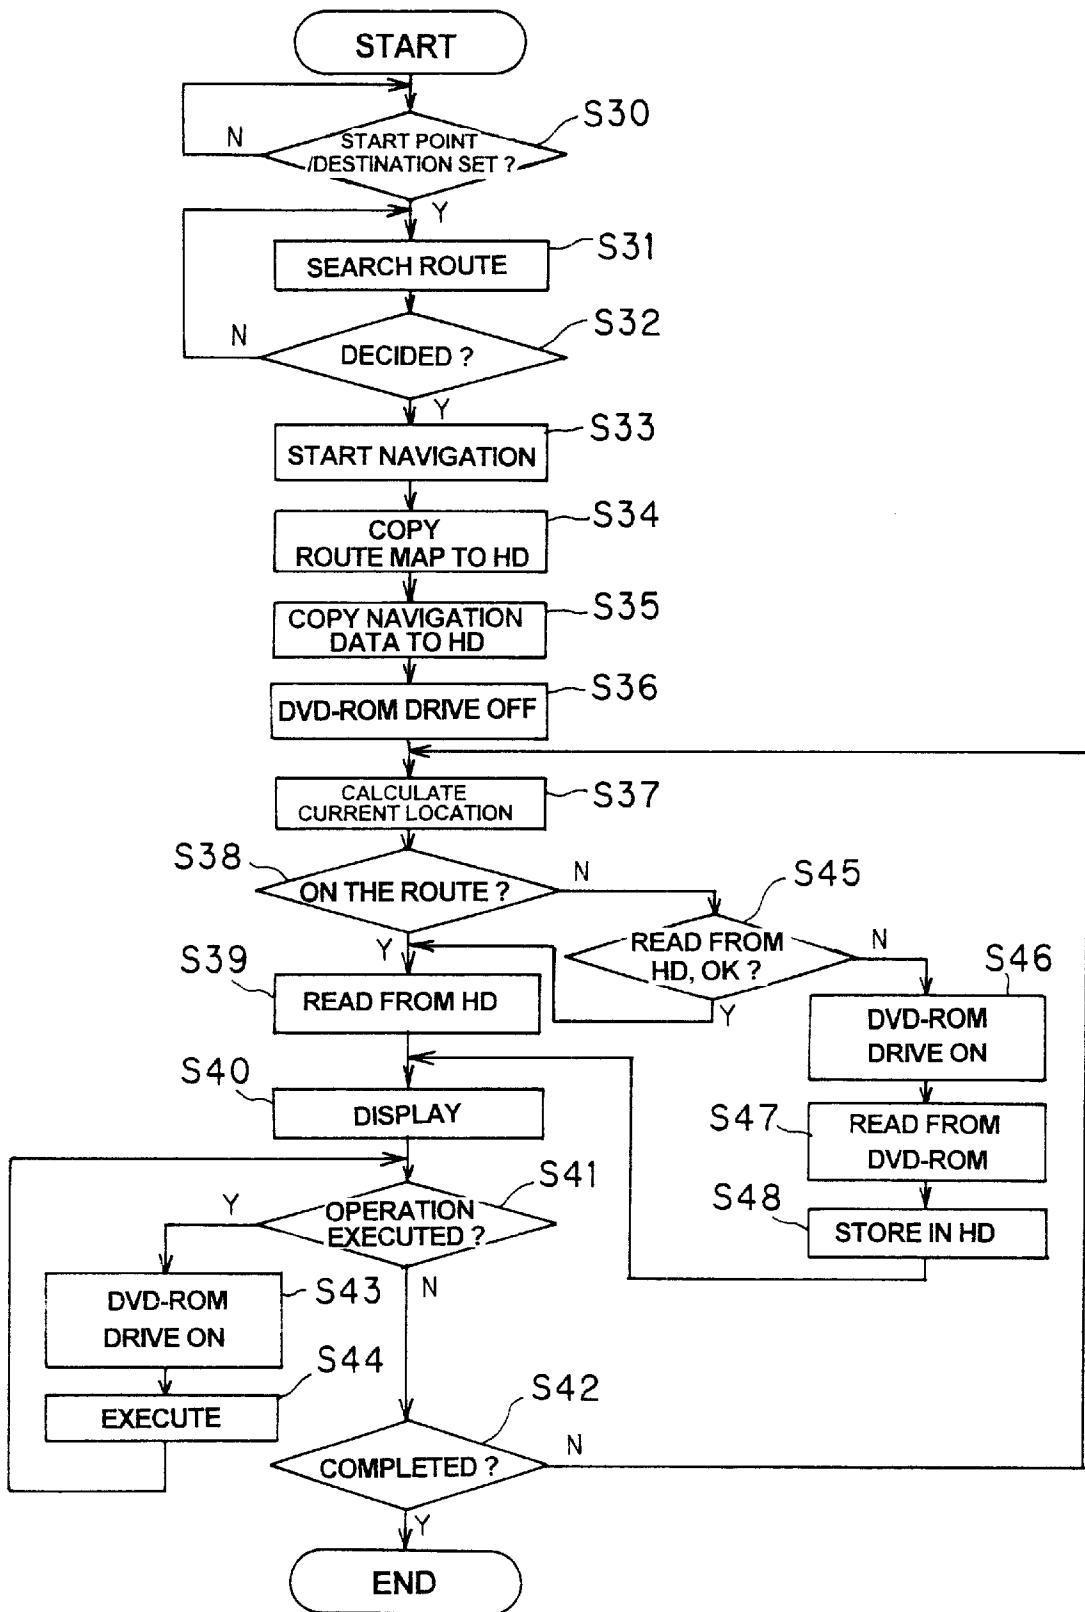 START
S30
N
START POINT
/DESTINATION SET ?
Y
S31
SEARCH ROUTE
S32
N
DECIDED ?
Y
S33
START NAVIGATION
S34
COPY
ROUTE MAP TO HD
S35
COPY NAVIGATION
DATA TO HD
S36
DVD-ROM DRIVE OFF
S37
CALCULATE
CURRENT LOCATION
S38
ON THE ROUTE ?
N
Y
S45
READ FROM
HD, OK ?
N
Y
S39
READ FROM HD
S46
DVD-ROM
DRIVE ON
S40
DISPLAY
S47
READ FROM
DVD-ROM
S41
Y
OPERATION
EXECUTED ?
N
S48
STORE IN HD
S43
DVD-ROM
DRIVE ON
S44
EXECUTE
S42
COMPLETED ?
N
Y
END